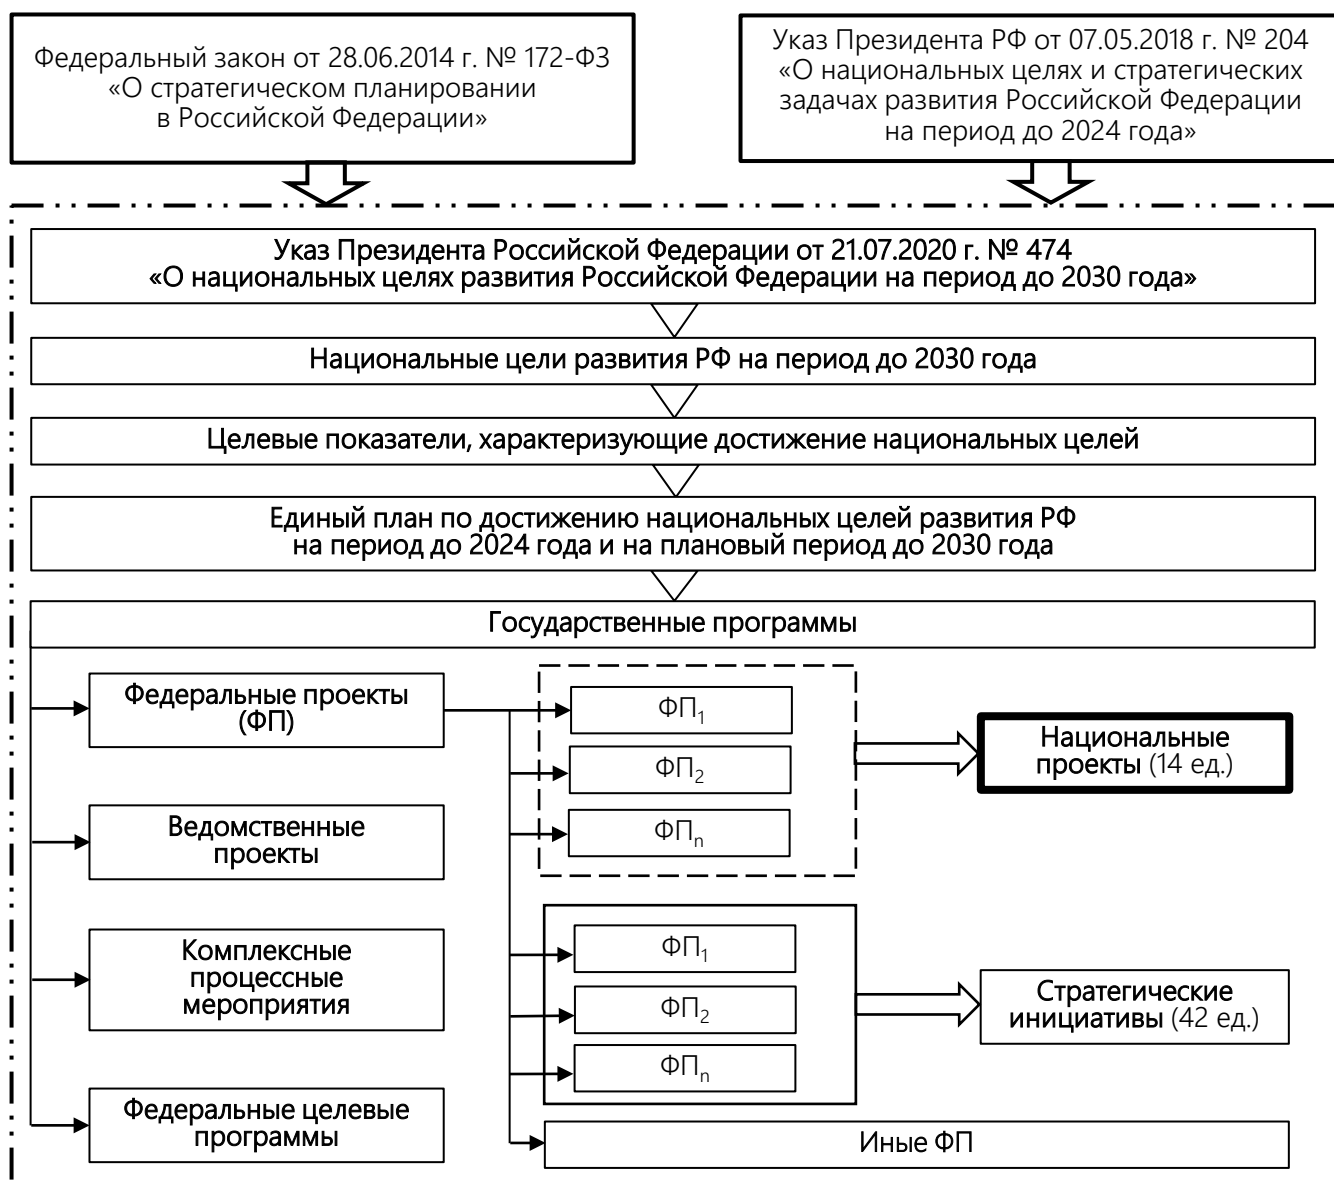 Федеральный закон от 28.06.2014 г. № 172-ФЗ
«О стратегическом планировании
в Российской Федерации»
Указ Президента РФ от 07.05.2018 г. № 204
«О национальных целях и стратегических
задачах развития Российской Федерации
на период до 2024 года»
Указ Президента Российской Федерации от 21.07.2020 г. № 474
«О национальных целях развития Российской Федерации на период до 2030 года»
Национальные цели развития РФ на период до 2030 года
Целевые показатели, характеризующие достижение национальных целей
Единый план по достижению национальных целей развития РФ
на период до 2024 года и на плановый период до 2030 года
Государственные программы
Федеральные проекты
(ФП)
Ведомственные
проекты
Комплексные
процессные
мероприятия
Федеральные целевые
программы
ФП1
ФП2
ФПn
Национальные
проекты (14 ед.)
ФП1
ФП2
ФПn
Стратегические
инициативы (42 ед.)
Иные ФП